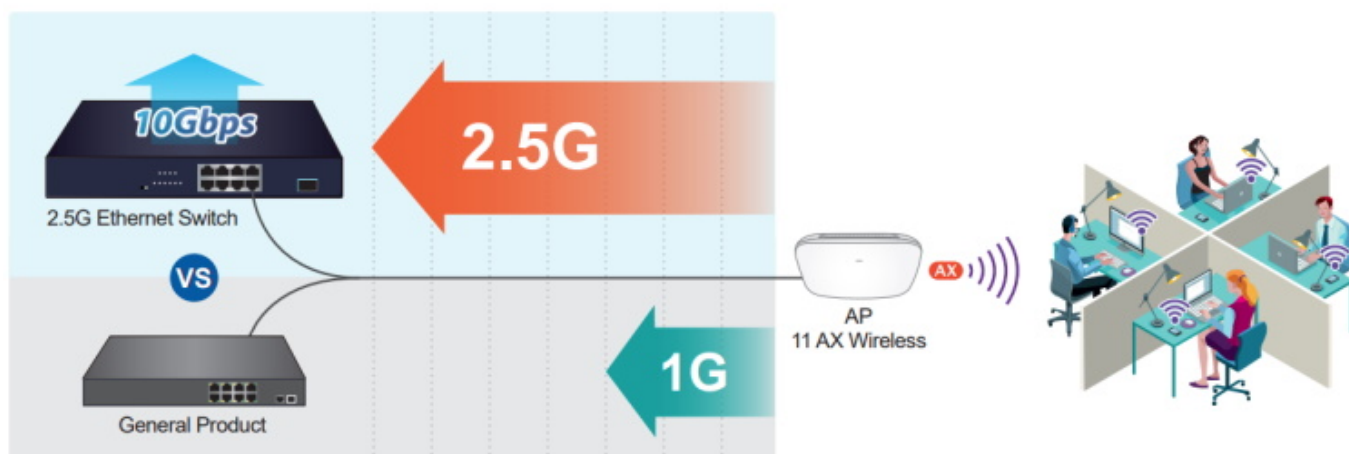 10Gbps
2.5G
2.5G Ethernet Switch
VS
AX
AP
11 AX Wireless
1G
General Product